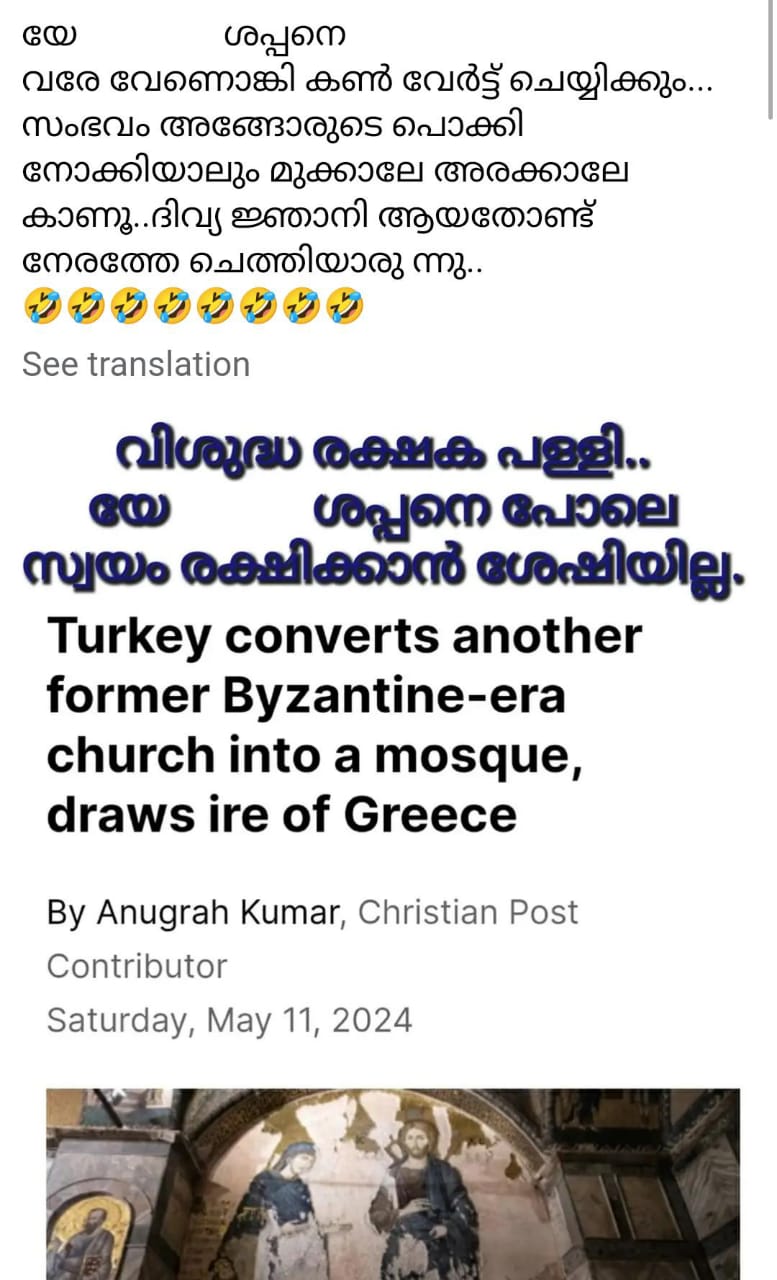 യേ ശപ്പനെ
വരേ വേണൊങ്കി കൺ വേർട്ട് ചെയ്യിക്കും...
സംഭവം അങ്ങോരുടെ പൊക്കി
നോക്കിയാലും മുക്കാലേ അരക്കാലേ
കാണൂ..ദിവ്യ ജ്ഞാനി ആയതോണ്ട്
നേരത്തേ ചെത്തിയാരു ന്നു..
🤣🤣🤣🤣🤣🤣🤣🤣
See translation
വിശുദ്ധ രക്ഷക പള്ളി..
യേ ശപ്പനെ പോലെ
സ്വയം രക്ഷിക്കാൻ ശേഷിയില്ല.
Turkey converts another
former Byzantine-era
church into a mosque,
draws ire of Greece
By Anugrah Kumar, Christian Post
Contributor
Saturday, May 11, 2024